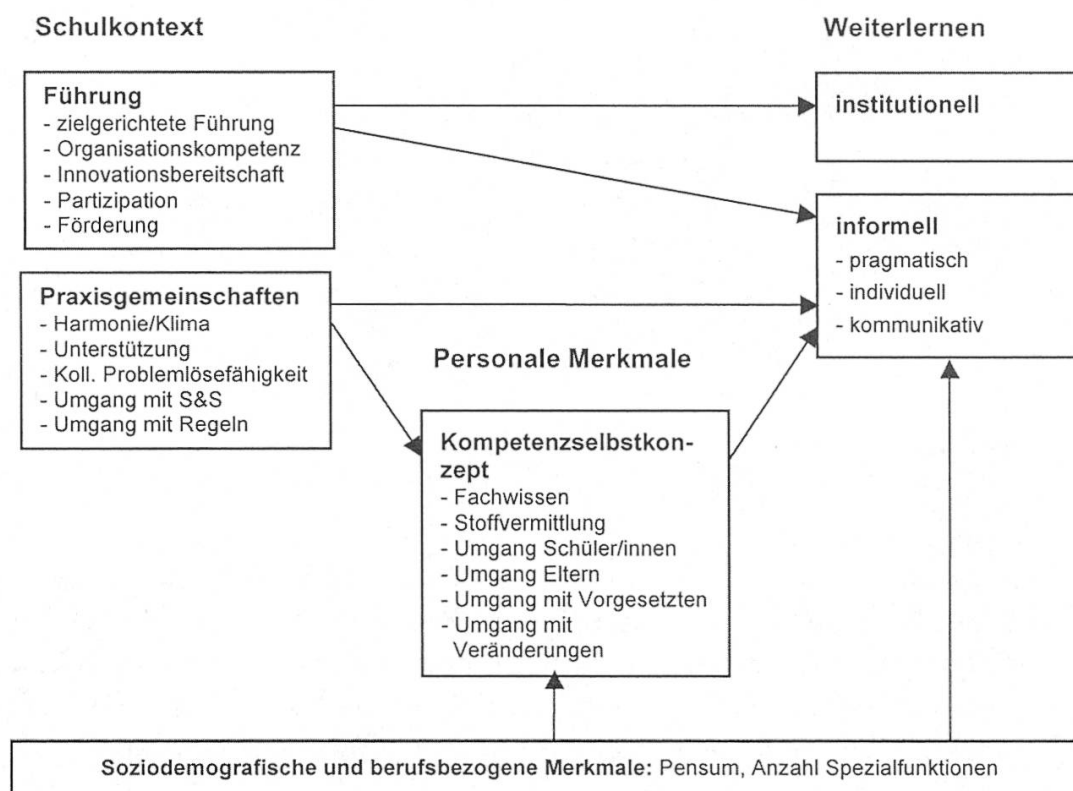 Schulkontext
Weiterlernen
Führung
- zielgerichtete Führung
- Organisationskompetenz
- Innovationsbereitschaft
- Partizipation
- Förderung
institutionell
informell
- pragmatisch
- individuell
- kommunikativ
Praxisgemeinschaften
- Harmonie/Klima
- Unterstützung
- Koll. Problemlösefähigkeit
- Umgang mit S&S
- Umgang mit Regeln
Personale Merkmale
Kompetenzselbstkon-
zept
- Fachwissen
- Stoffvermittlung
- Umgang Schüler/innen
- Umgang Eltern
- Umgang mit Vorgesetzten
- Umgang mit
Veränderungen
Soziodemografische und berufsbezogene Merkmale: Pensum, Anzahl Spezialfunktionen